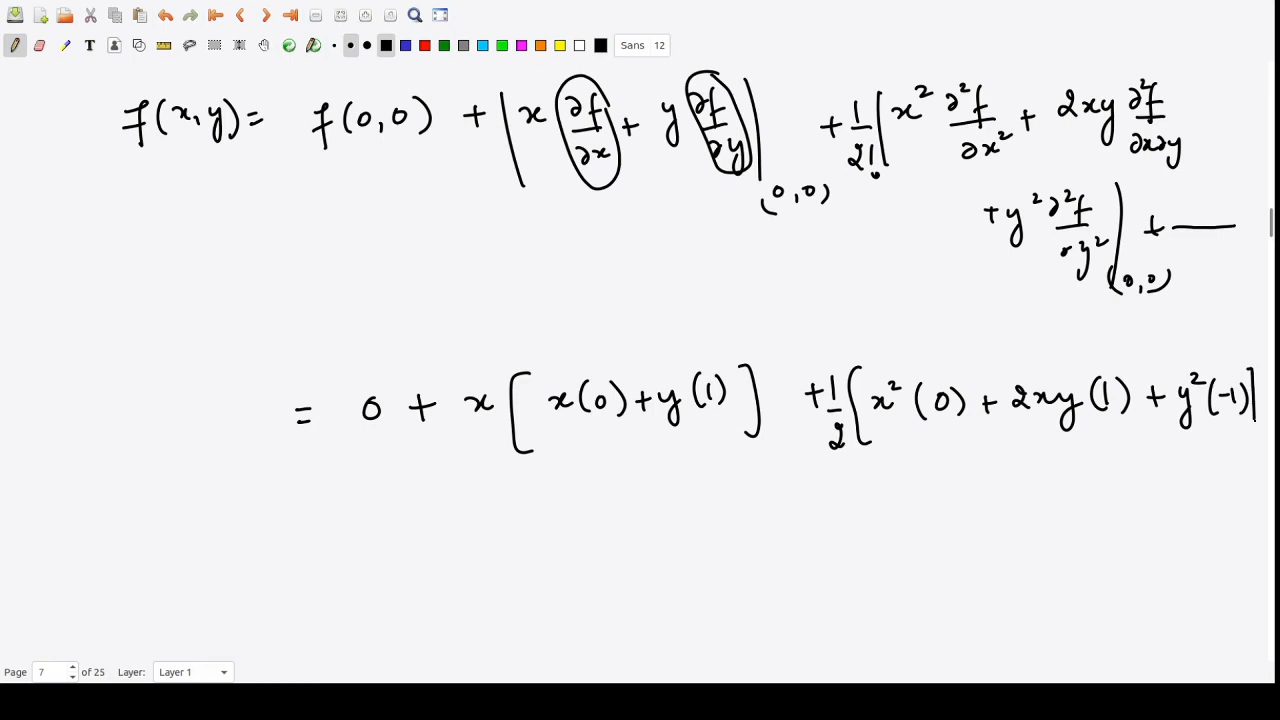 Sans 12
f(x,y) = f(0,0) + | x ∂f/∂x + y ∂f/∂y |(0,0) + 1/2! | x² ∂²f/∂x² + 2xy ∂²f/∂x∂y
+ y² ∂²f/∂y² |(0,0) + ———
= 0 + x [ x(0) + y(1) ] + 1/2 [ x²(0) + 2xy(1) + y²(-1) ]
Page 7 of 25 Layer: Layer 1